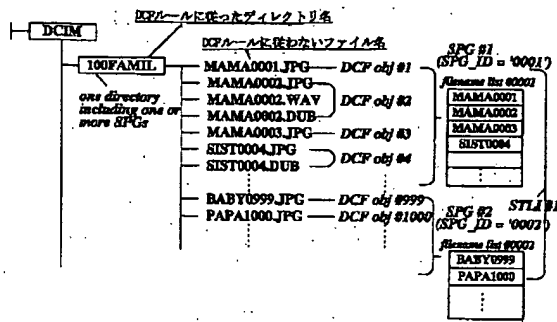 DCFルールに従ったディレクトリ名
DCIM
DCFルールに従わないファイル名
100FAMIL
one directory
including one or
more SPGs
MAMA0001.JPG
DCF obj #1
MAMA0002.JPG
MAMA0002.WAV
DCF obj #2
MAMA0002.DUB
MAMA0003.JPG
DCF obj #3
SIST0004.JPG
DCF obj #4
SIST0004.DUB
BABY0999.JPG
DCF obj #999
PAPA1000.JPG
DCF obj #1000
SPG #1
(SPG_ID = '0001')
filename list #0002
MAMA0001
MAMA0002
MAMA0003
SIST0004
STLI #1
SPG #2
(SPG_ID = '0002')
filename list #0002
BABY0999
PAPA1000